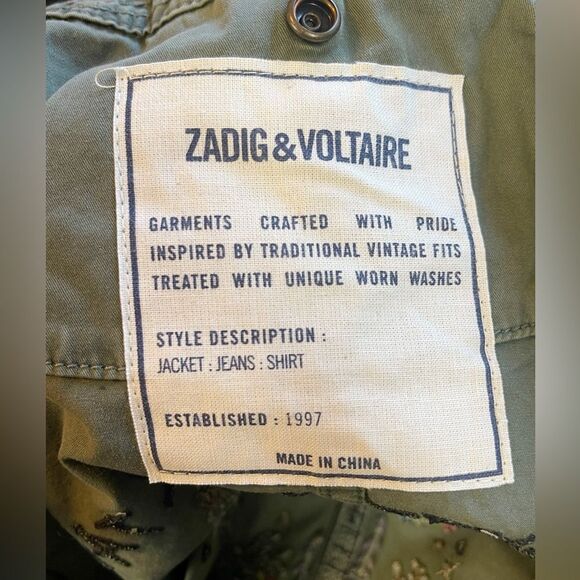 ZADIG&VOLTAIRE
GARMENTS CRAFTED WITH PRIDE
INSPIRED BY TRADITIONAL VINTAGE FITS
TREATED WITH UNIQUE WORN WASHES
STYLE DESCRIPTION :
JACKET : JEANS : SHIRT
ESTABLISHED : 1997
MADE IN CHINA